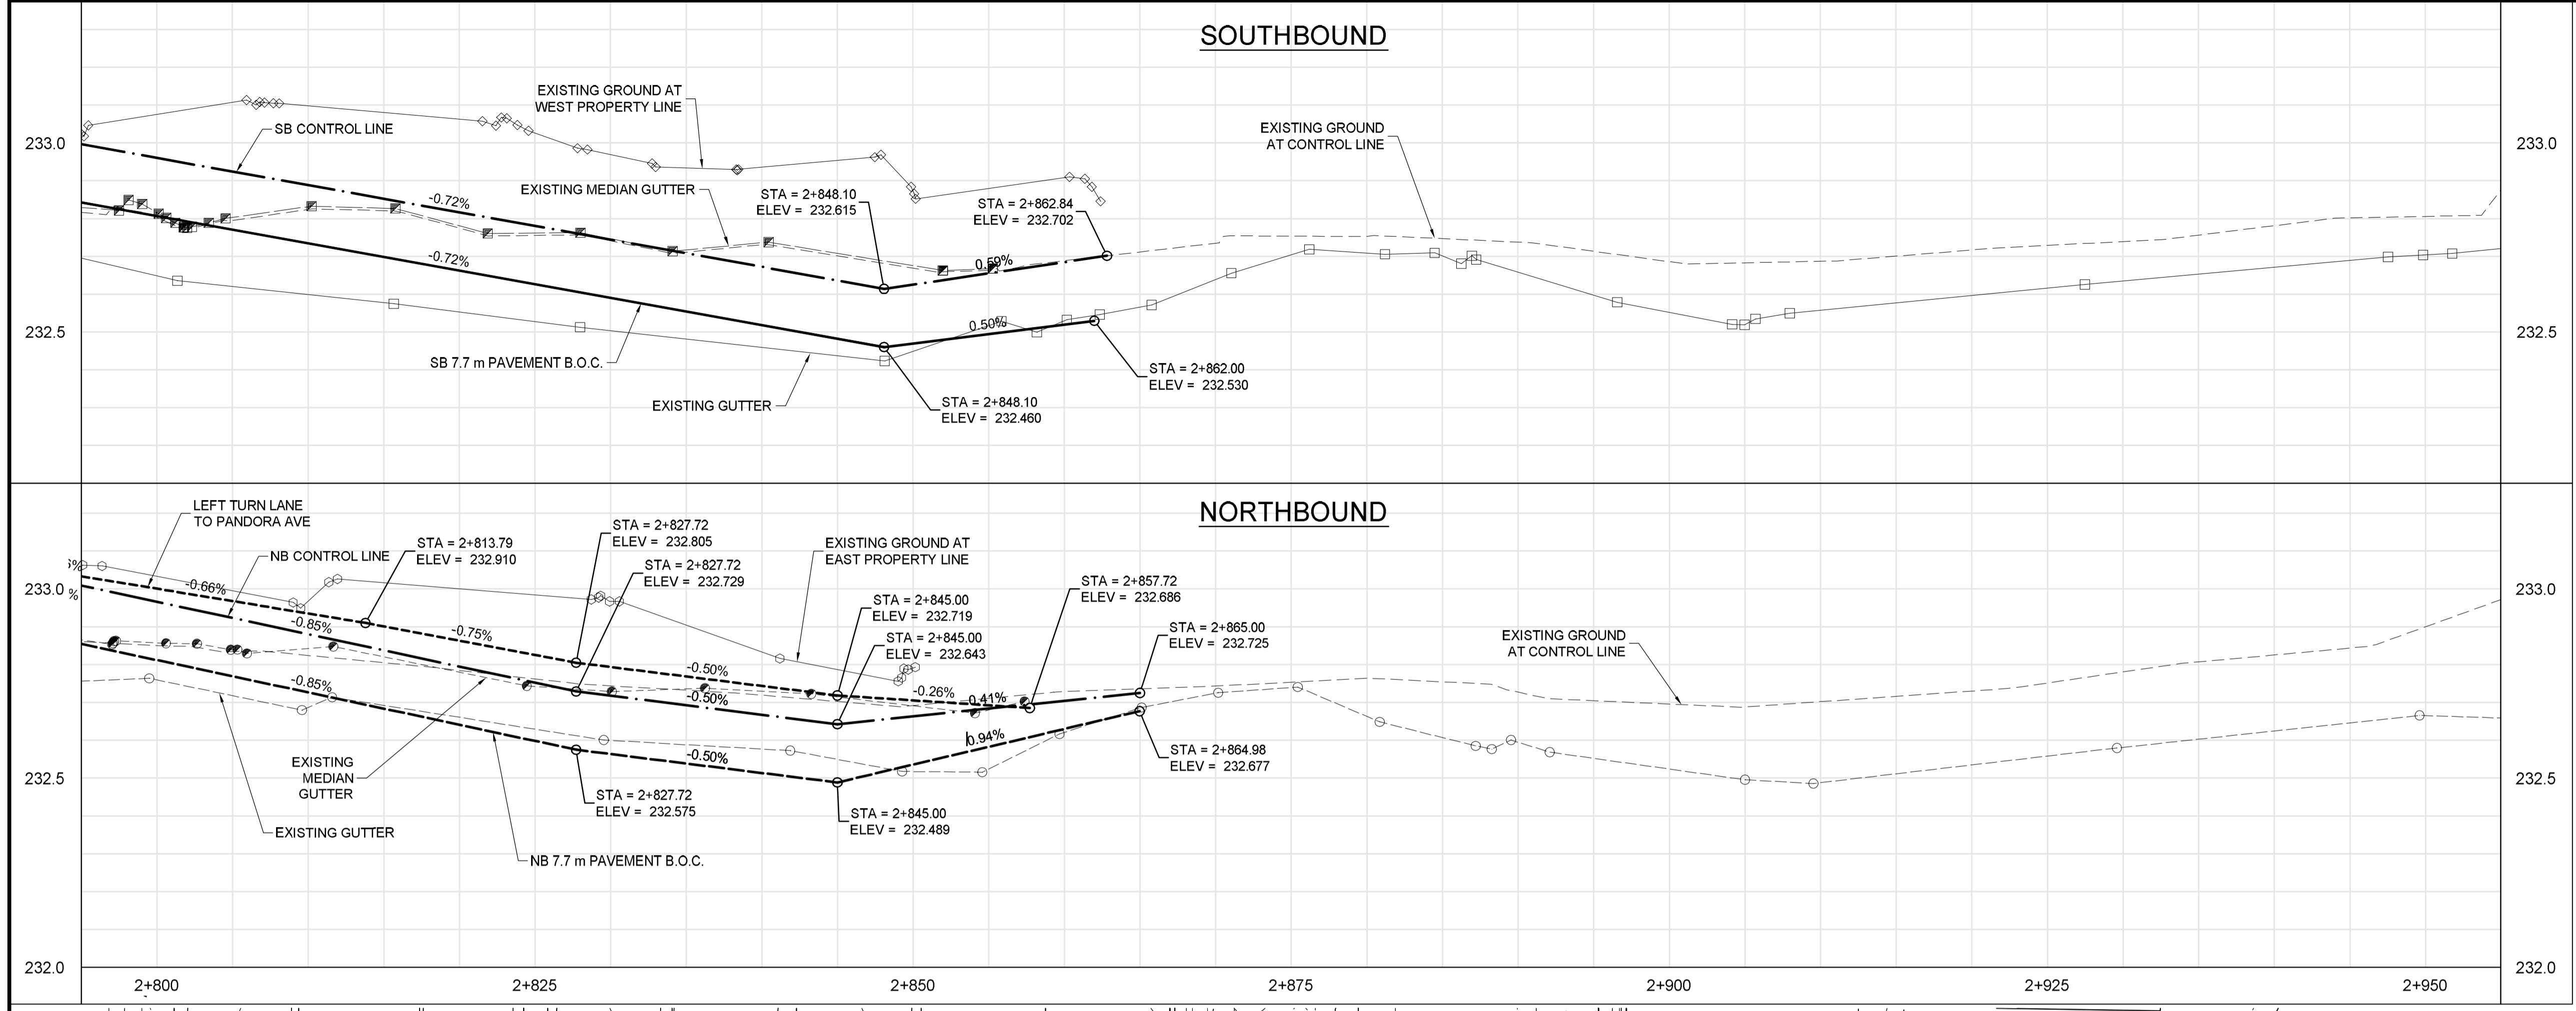 SOUTHBOUND
EXISTING GROUND AT
WEST PROPERTY LINE
SB CONTROL LINE
EXISTING GROUND
AT CONTROL LINE
233.0
233.0
EXISTING MEDIAN GUTTER
-0.72%
STA = 2+848.10
ELEV = 232.615
STA = 2+862.84
ELEV = 232.702
-0.72%
0.59%
232.5
0.50%
232.5
SB 7.7 m PAVEMENT B.O.C.
STA = 2+862.00
ELEV = 232.530
EXISTING GUTTER
STA = 2+848.10
ELEV = 232.460
NORTHBOUND
LEFT TURN LANE
TO PANDORA AVE
STA = 2+827.72
ELEV = 232.805
NB CONTROL LINE
STA = 2+813.79
ELEV = 232.910
EXISTING GROUND AT
EAST PROPERTY LINE
STA = 2+827.72
ELEV = 232.729
STA = 2+857.72
ELEV = 232.686
233.0
%
-0.66%
233.0
STA = 2+845.00
ELEV = 232.719
-0.85%
-0.75%
STA = 2+845.00
ELEV = 232.643
STA = 2+865.00
ELEV = 232.725
EXISTING GROUND
AT CONTROL LINE
-0.50%
-0.85%
-0.26%
-0.50%
0.41%
0.94%
-0.50%
STA = 2+864.98
ELEV = 232.677
EXISTING
MEDIAN
GUTTER
232.5
232.5
STA = 2+827.72
ELEV = 232.575
STA = 2+845.00
ELEV = 232.489
EXISTING GUTTER
NB 7.7 m PAVEMENT B.O.C.
232.0
232.0
2+800
2+825
2+850
2+875
2+900
2+925
2+950